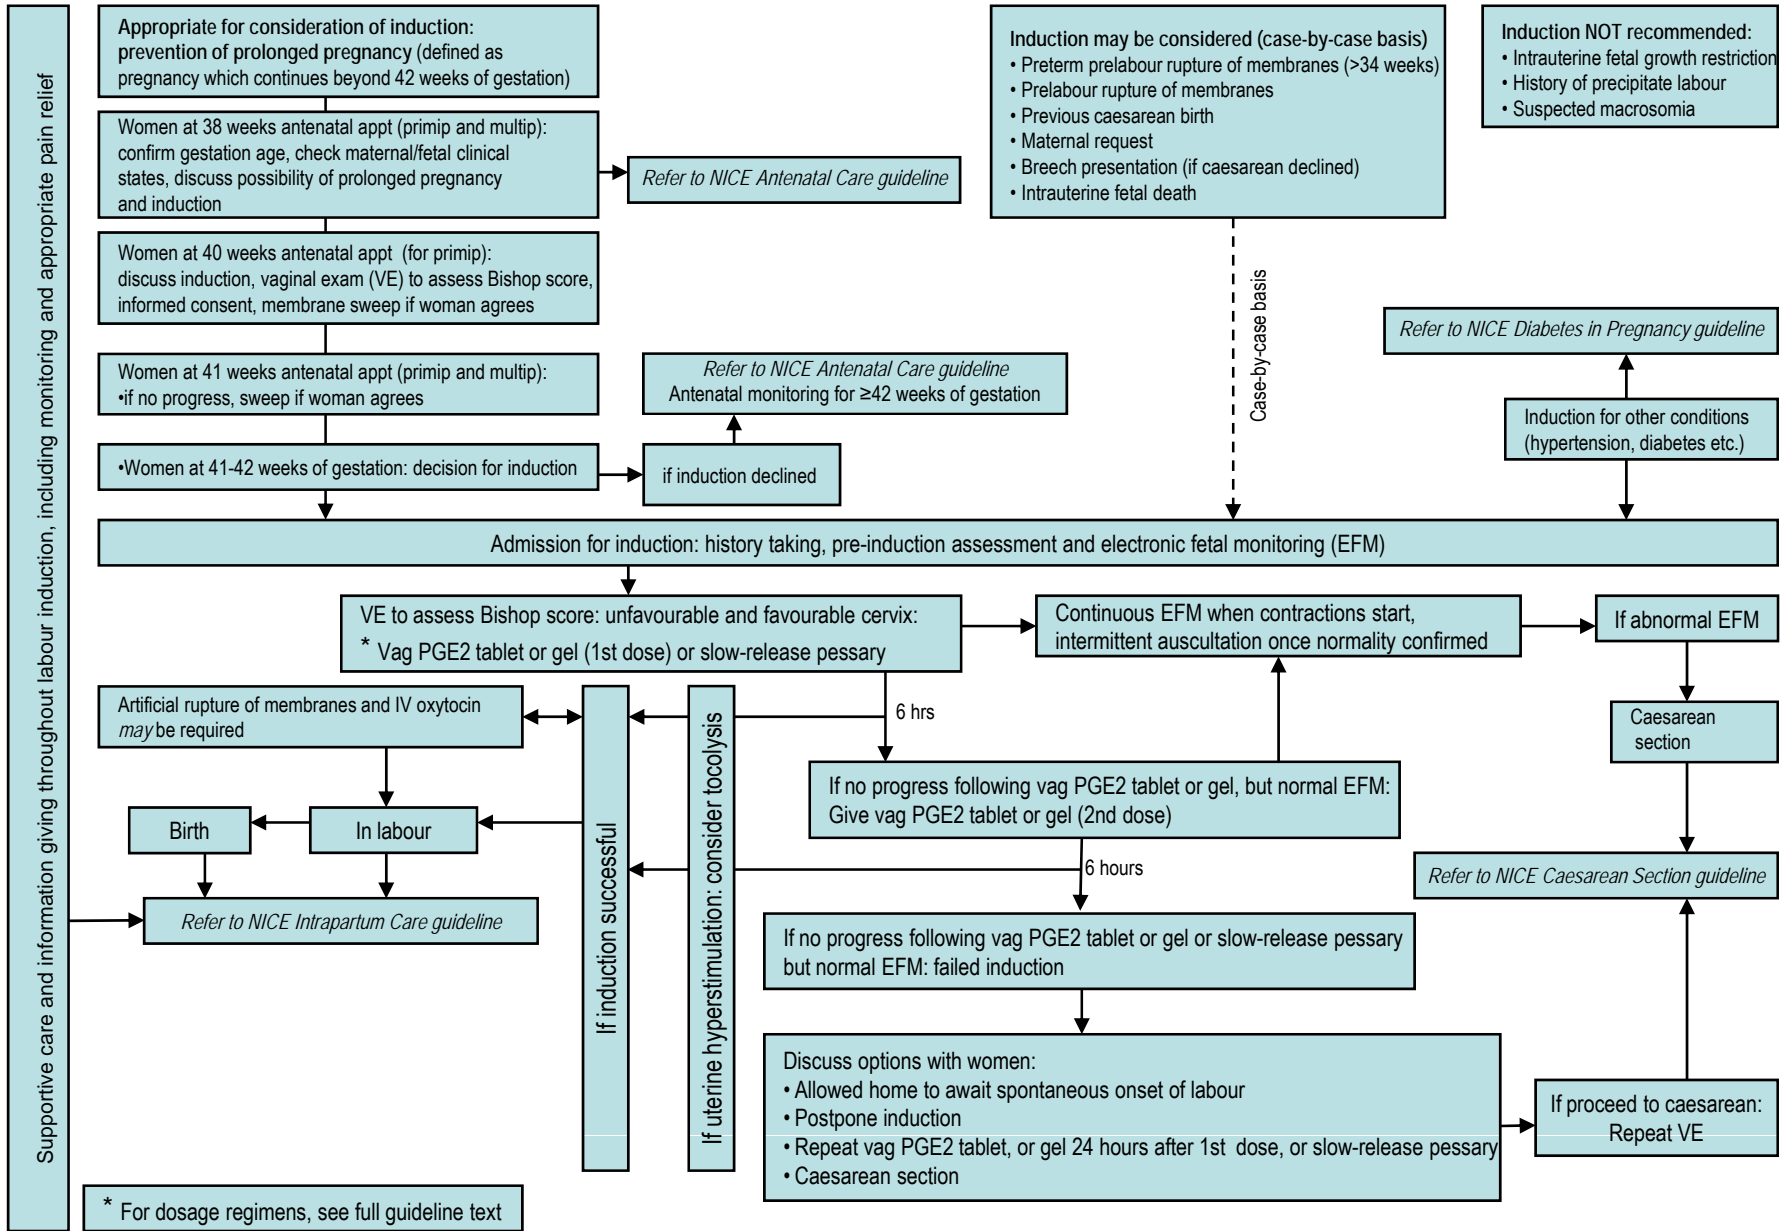 Supportive care and information giving throughout labour induction, including monitoring and appropriate pain relief
Appropriate for consideration of induction:
prevention of prolonged pregnancy (defined as
pregnancy which continues beyond 42 weeks of gestation)
Women at 38 weeks antenatal appt (primip and multip):
confirm gestation age, check maternal/fetal clinical
states, discuss possibility of prolonged pregnancy
and induction
Refer to NICE Antenatal Care guideline
Women at 40 weeks antenatal appt (for primip):
discuss induction, vaginal exam (VE) to assess Bishop score,
informed consent, membrane sweep if woman agrees
Women at 41 weeks antenatal appt (primip and multip):
•if no progress, sweep if woman agrees
Refer to NICE Antenatal Care guideline
Antenatal monitoring for ≥42 weeks of gestation
•Women at 41-42 weeks of gestation: decision for induction
if induction declined
Induction may be considered (case-by-case basis)
• Preterm prelabour rupture of membranes (>34 weeks)
• Prelabour rupture of membranes
• Previous caesarean birth
• Maternal request
• Breech presentation (if caesarean declined)
• Intrauterine fetal death
Case-by-case basis
Induction NOT recommended:
• Intrauterine fetal growth restriction
• History of precipitate labour
• Suspected macrosomia
Refer to NICE Diabetes in Pregnancy guideline
Induction for other conditions
(hypertension, diabetes etc.)
Admission for induction: history taking, pre-induction assessment and electronic fetal monitoring (EFM)
VE to assess Bishop score: unfavourable and favourable cervix:
* Vag PGE2 tablet or gel (1st dose) or slow-release pessary
Continuous EFM when contractions start,
intermittent auscultation once normality confirmed
If abnormal EFM
Caesarean
section
Artificial rupture of membranes and IV oxytocin
may be required
If induction successful
If uterine hyperstimulation: consider tocolysis
6 hrs
If no progress following vag PGE2 tablet or gel, but normal EFM:
Give vag PGE2 tablet or gel (2nd dose)
Birth
In labour
6 hours
Refer to NICE Caesarean Section guideline
Refer to NICE Intrapartum Care guideline
If no progress following vag PGE2 tablet or gel or slow-release pessary
but normal EFM: failed induction
Discuss options with women:
• Allowed home to await spontaneous onset of labour
• Postpone induction
• Repeat vag PGE2 tablet, or gel 24 hours after 1st dose, or slow-release pessary
• Caesarean section
If proceed to caesarean:
Repeat VE
* For dosage regimens, see full guideline text